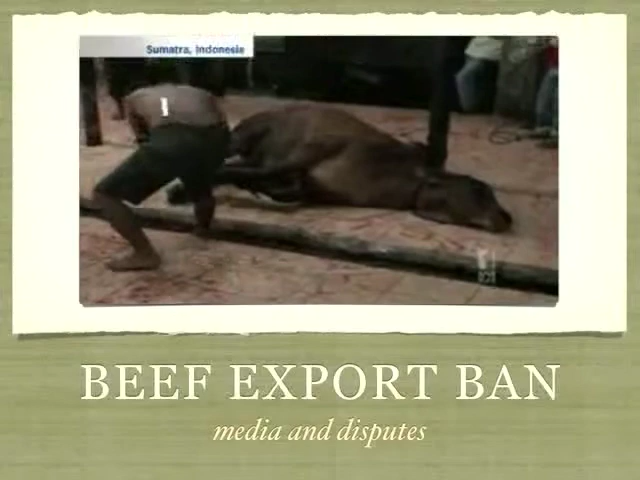 Sumatra, Indonesia
BEEF EXPORT BAN
media and disputes